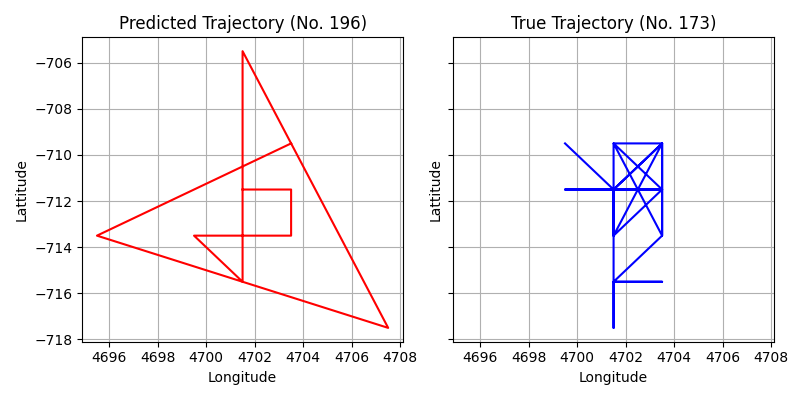 Predicted Trajectory (No. 196)
Lattitude
−706
−708
−710
−712
−714
−716
−718
4696 4698 4700 4702 4704 4706 4708
Longitude
True Trajectory (No. 173)
Lattitude
4696 4698 4700 4702 4704 4706 4708
Longitude